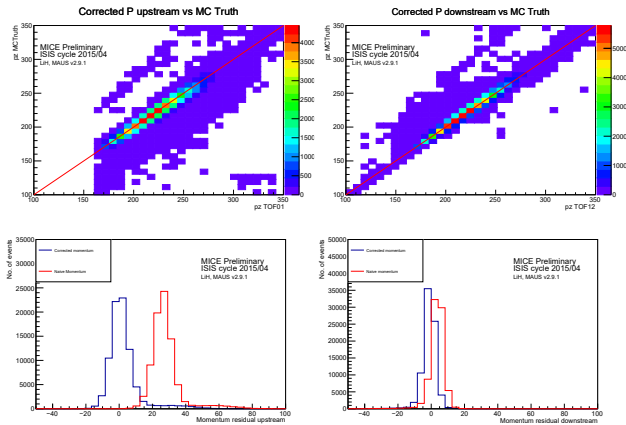 Corrected P upstream vs MC Truth
pz MCTruth
350
300
250
200
150
100
MICE Preliminary
ISIS cycle 2015/04
LiH, MAUS v2.9.1
4000
3500
3000
2500
2000
1500
1000
500
0
100 150 200 250 300 350
pz TOF01
Corrected P downstream vs MC Truth
pz MCTruth
350
300
250
200
150
100
MICE Preliminary
ISIS cycle 2015/04
LiH, MAUS v2.9.1
5000
4000
3000
2000
1000
0
100 150 200 250 300 350
pz TOF12
No. of events
35000
30000
25000
20000
15000
10000
5000
0
Corrected momentum
Naive Momentum
MICE Preliminary
ISIS cycle 2015/04
LiH, MAUS v2.9.1
−40 −20 0 20 40 60 80 100
Momentum residual upstream
No. of events
50000
45000
40000
35000
30000
25000
20000
15000
10000
5000
0
Corrected momentum
Naive momentum
MICE Preliminary
ISIS cycle 2015/04
LiH, MAUS v2.9.1
−40 −20 0 20 40 60 80 100
Momentum residual downstream